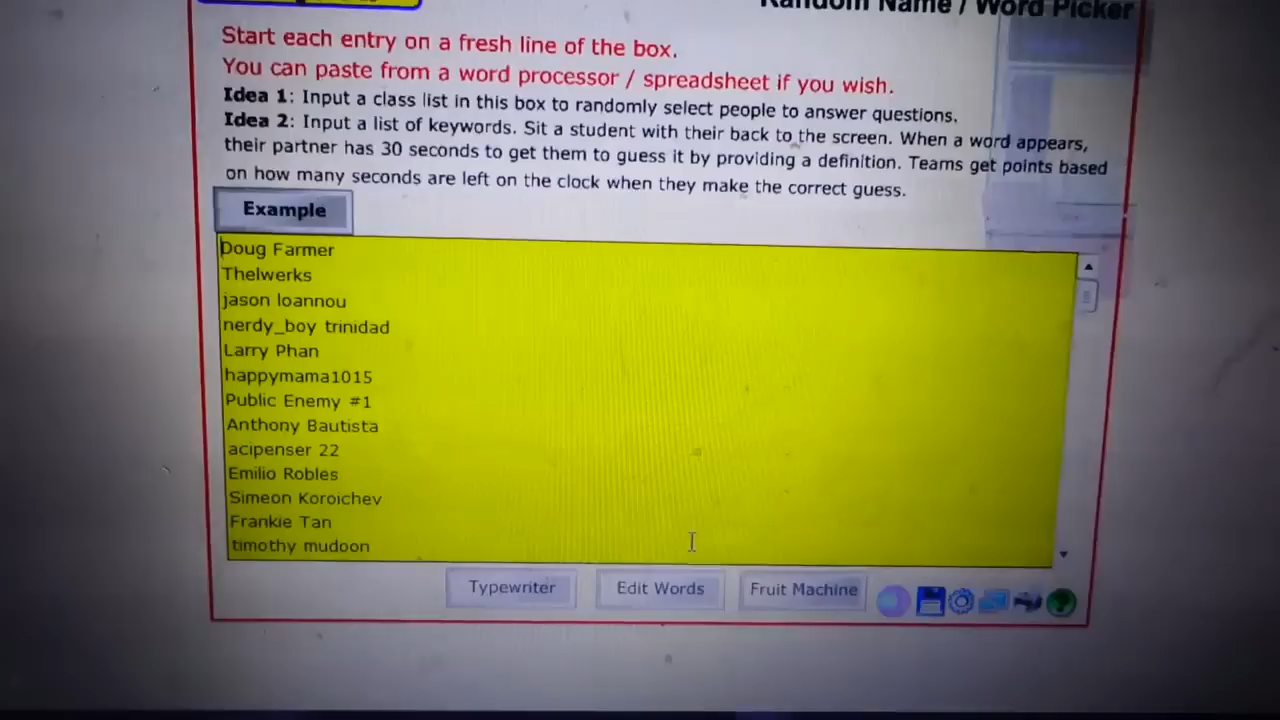 Random Name / Word Picker
Start each entry on a fresh line of the box.
You can paste from a word processor / spreadsheet if you wish.
Idea 1: Input a class list in this box to randomly select people to answer questions.
Idea 2: Input a list of keywords. Sit a student with their back to the screen. When a word appears,
their partner has 30 seconds to get them to guess it by providing a definition. Teams get points based
on how many seconds are left on the clock when they make the correct guess.
Example
Doug Farmer
Thelwerks
jason loannou
nerdy_boy trinidad
Larry Phan
happymama1015
Public Enemy #1
Anthony Bautista
acipenser 22
Emilio Robles
Simeon Koroichev
Frankie Tan
timothy mudoon
Typewriter
Edit Words
Fruit Machine